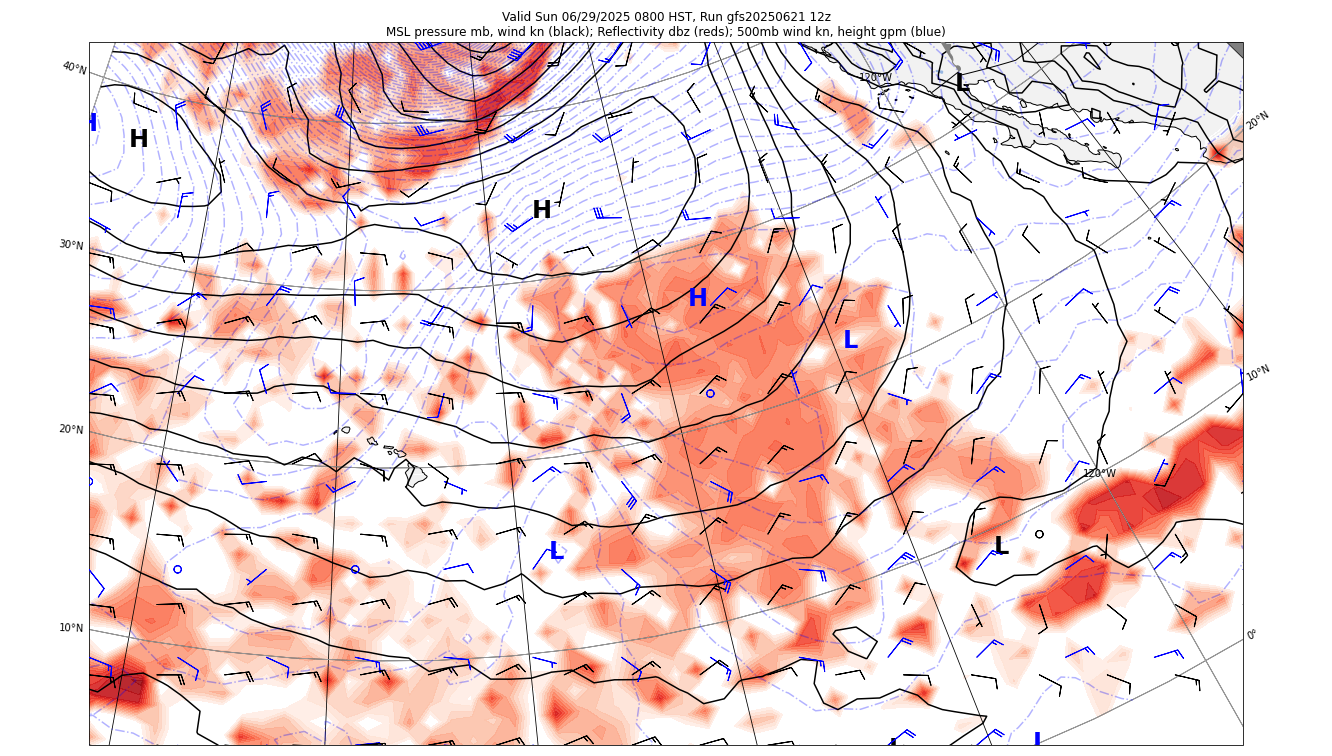 Valid Sun 06/29/2025 0800 HST, Run gfs20250621 12z
MSL pressure mb, wind kn (black); Reflectivity dbz (reds); 500mb wind kn, height gpm (blue)
40°N
120°W
L
20°N
H
H
H
30°N
H
L
10°N
20°N
120°W
L
L
10°N
0°
L